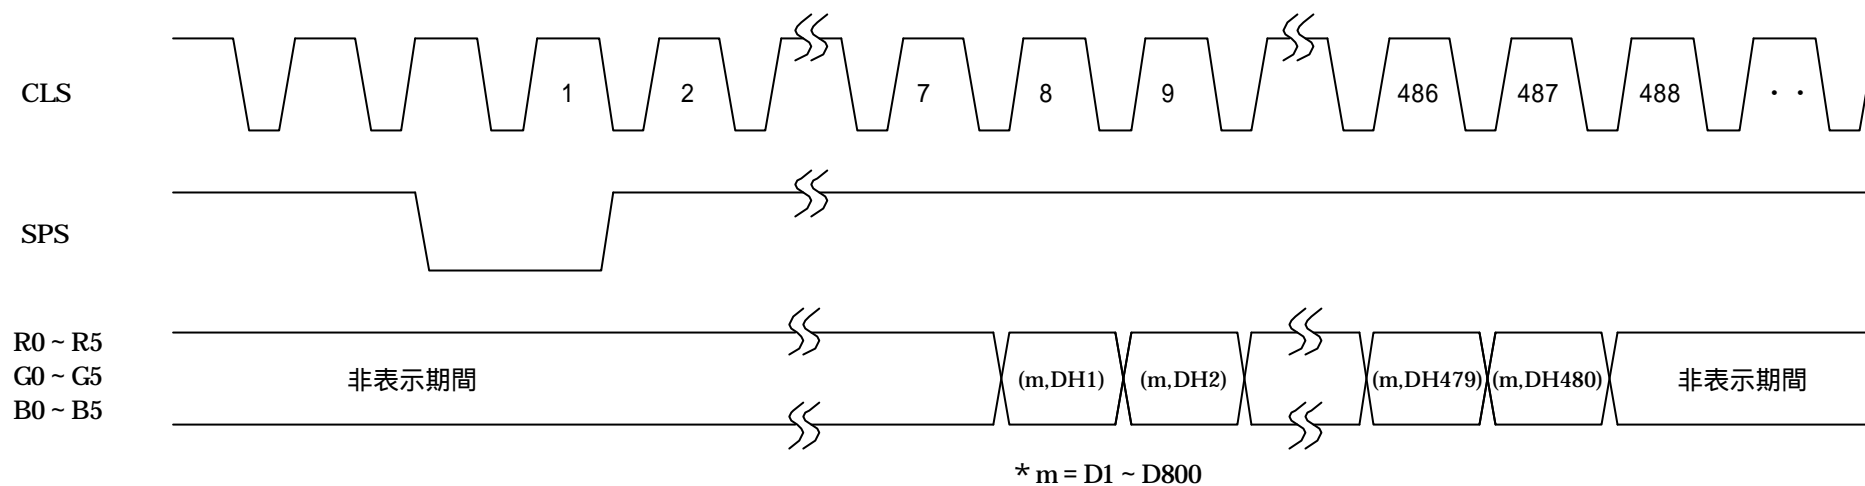 CLS 1 2 7 8 9 486 487 488 ・・
SPS
R0 ~ R5
G0 ~ G5
B0 ~ B5
非表示期間 (m,DH1) (m,DH2) (m,DH479) (m,DH480) 非表示期間
* m = D1 ~ D800